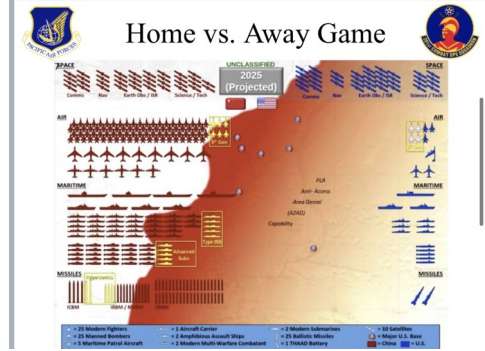 Home vs. Away Game
PACIFIC AIR FORCES
UNCLASSIFIED
2025
(Projected)
SPACE
Comms
Nav
Earth Obs / ISR
Science / Tech
SPACE
Comms
Nav
Earth Obs / ISR
Science / Tech
AIR
5th Gen
AIR
PLA
Anti- Access
Area Denial
(A2AD)
Capability
MARITIME
Advanced
Subs
MARITIME
MISSILES
Hypersonics
ICBM
MISSILES
= 25 Modern Fighters
= 25 Manned Bombers
= 5 Maritime Patrol Aircraft
= 1 Aircraft Carrier
= 2 Amphibious Assault Ships
= 2 Modern Multi-Warfare Combatant
= 2 Modern Submarines
= 25 Ballistic Missiles
= 1 THAAD Battery
= 10 Satellites
= Major U.S. Base
= China
= U.S.